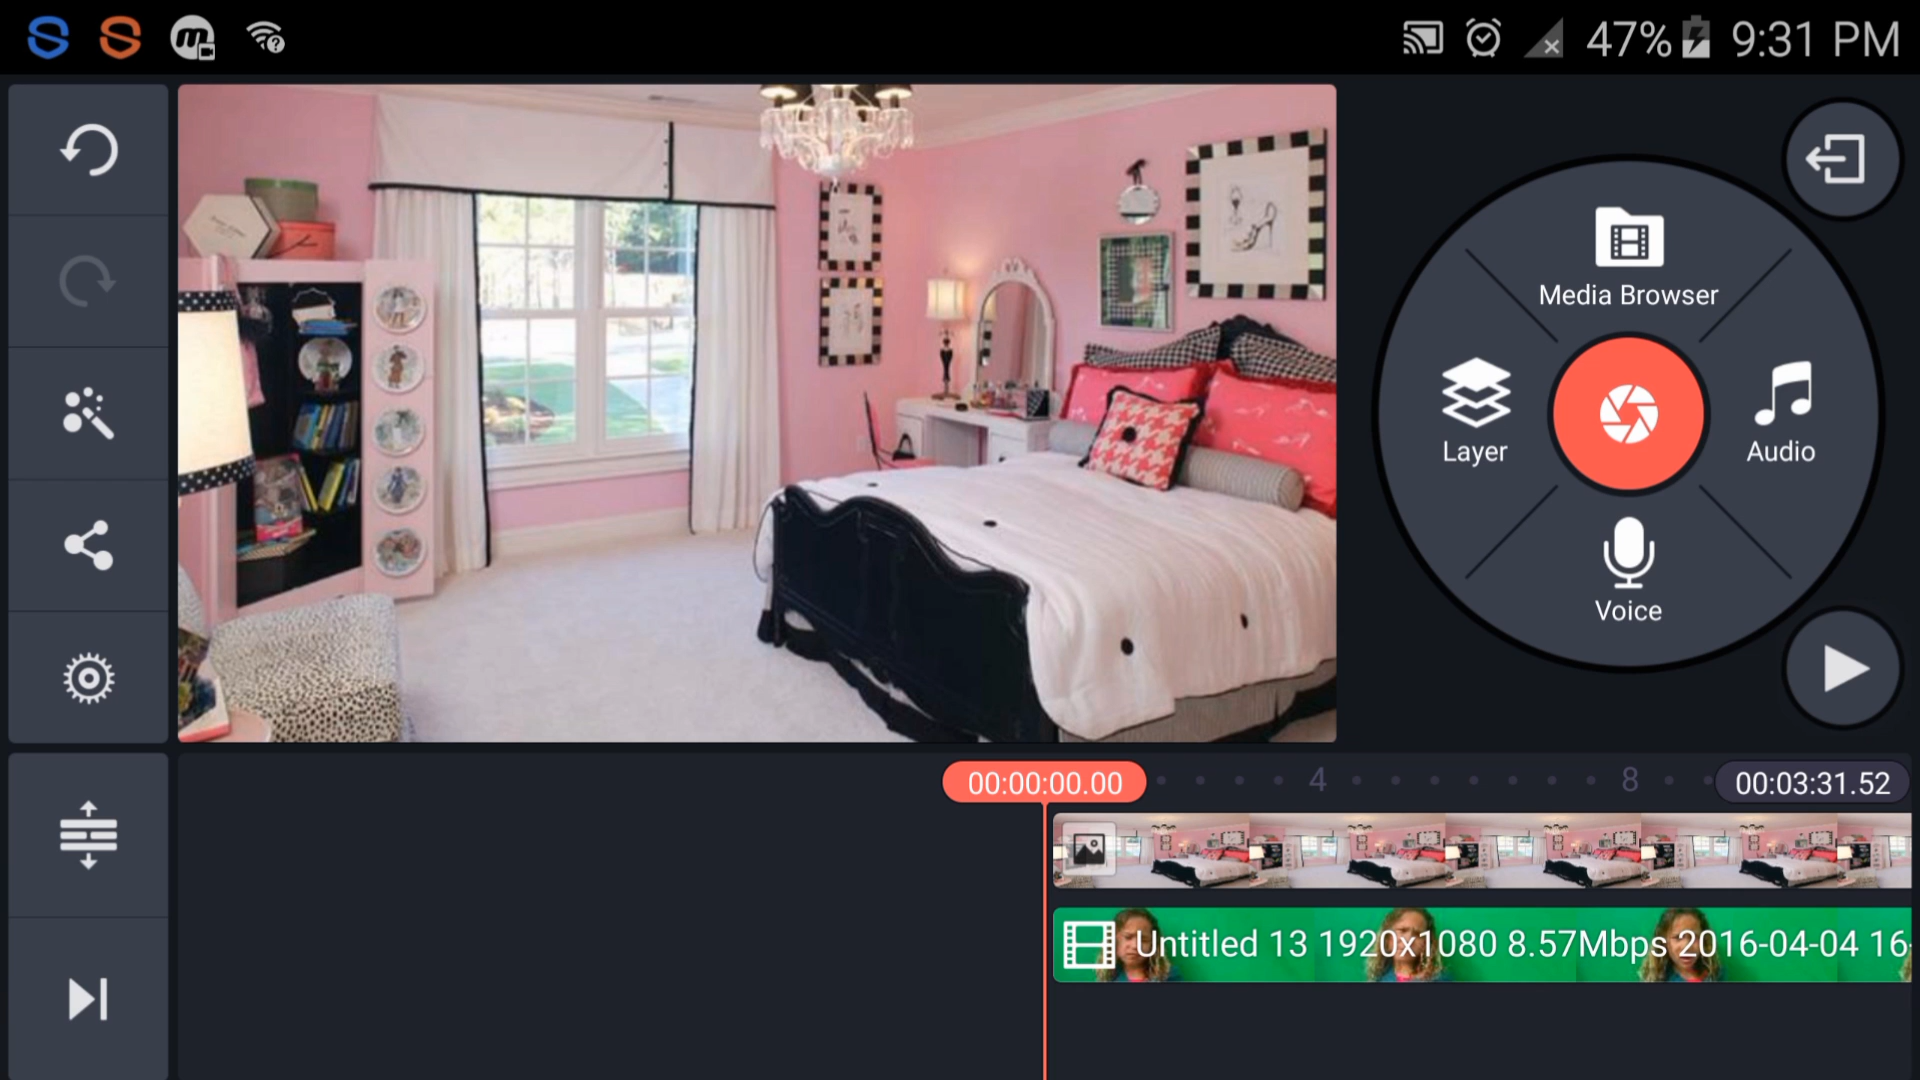 47% 9:31 PM
Media Browser
Layer
Audio
Voice
00:00:00.00 4 8 00:03:31.52
Untitled 13 1920x1080 8.57Mbps 2016-04-04 16-